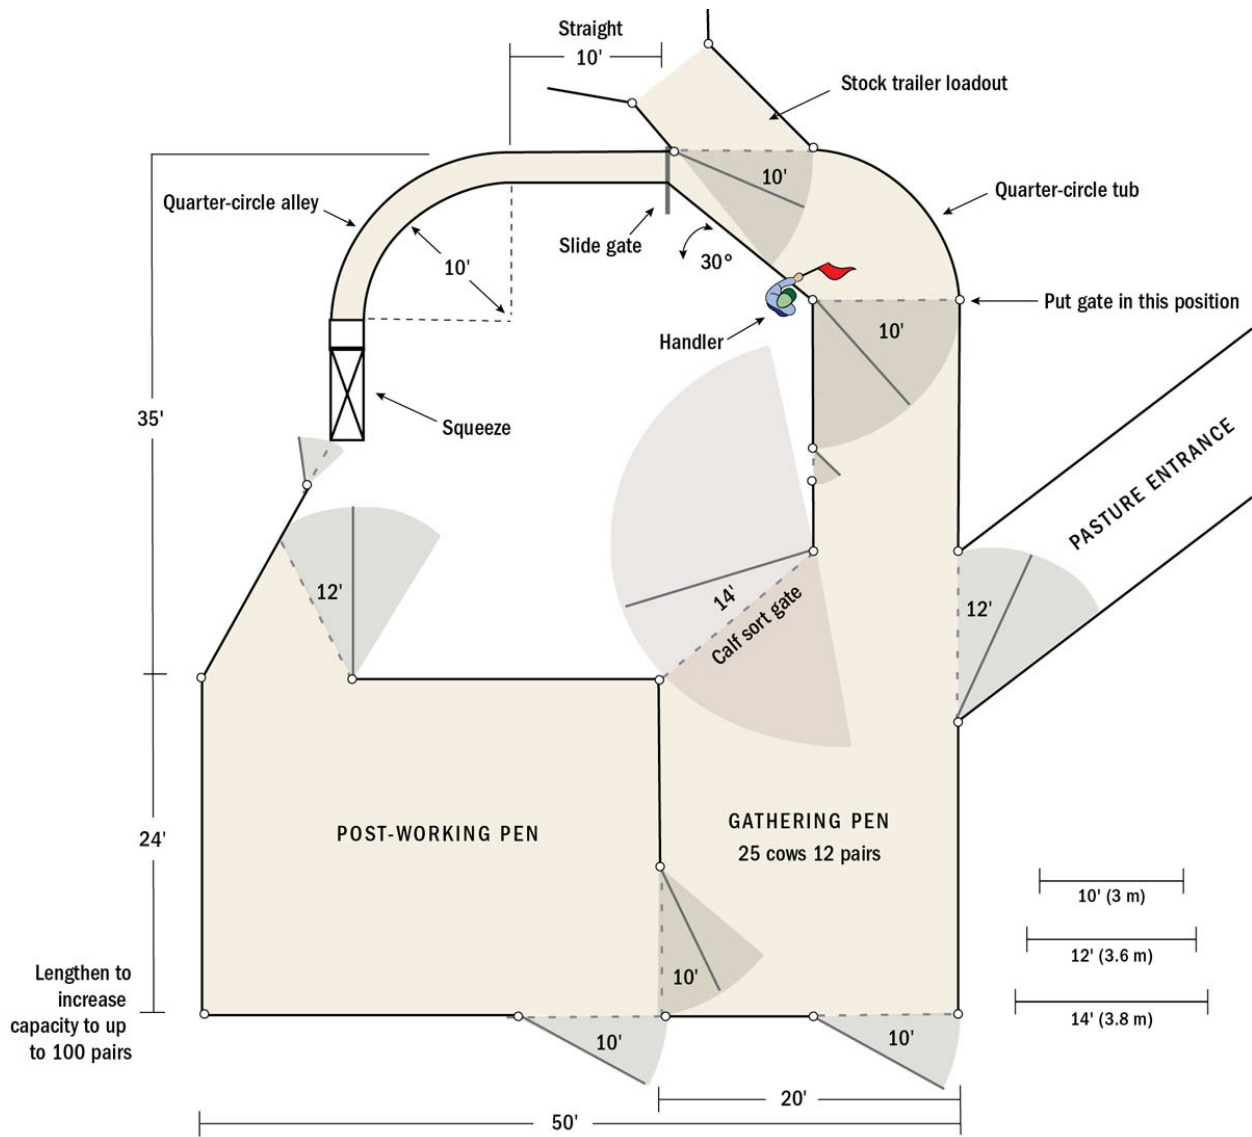 Straight
10'
Stock trailer loadout
Quarter-circle alley
10'
Quarter-circle tub
Slide gate
30°
10'
Put gate in this position
Handler
10'
35'
Squeeze
PASTURE ENTRANCE
12'
14'
Calf sort gate
12'
24'
POST-WORKING PEN
GATHERING PEN
25 cows 12 pairs
10' (3 m)
12' (3.6 m)
14' (3.8 m)
Lengthen to
increase
capacity to up
to 100 pairs
10'
10'
10'
20'
50'